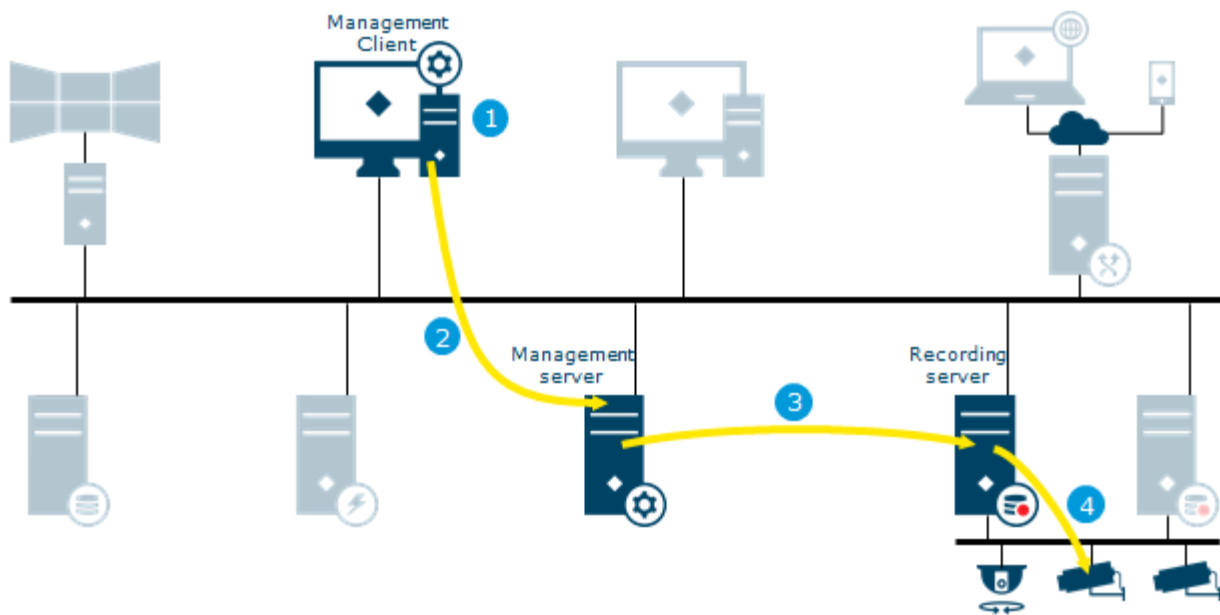 Management
Client
1
2
Management
server
Recording
server
3
4